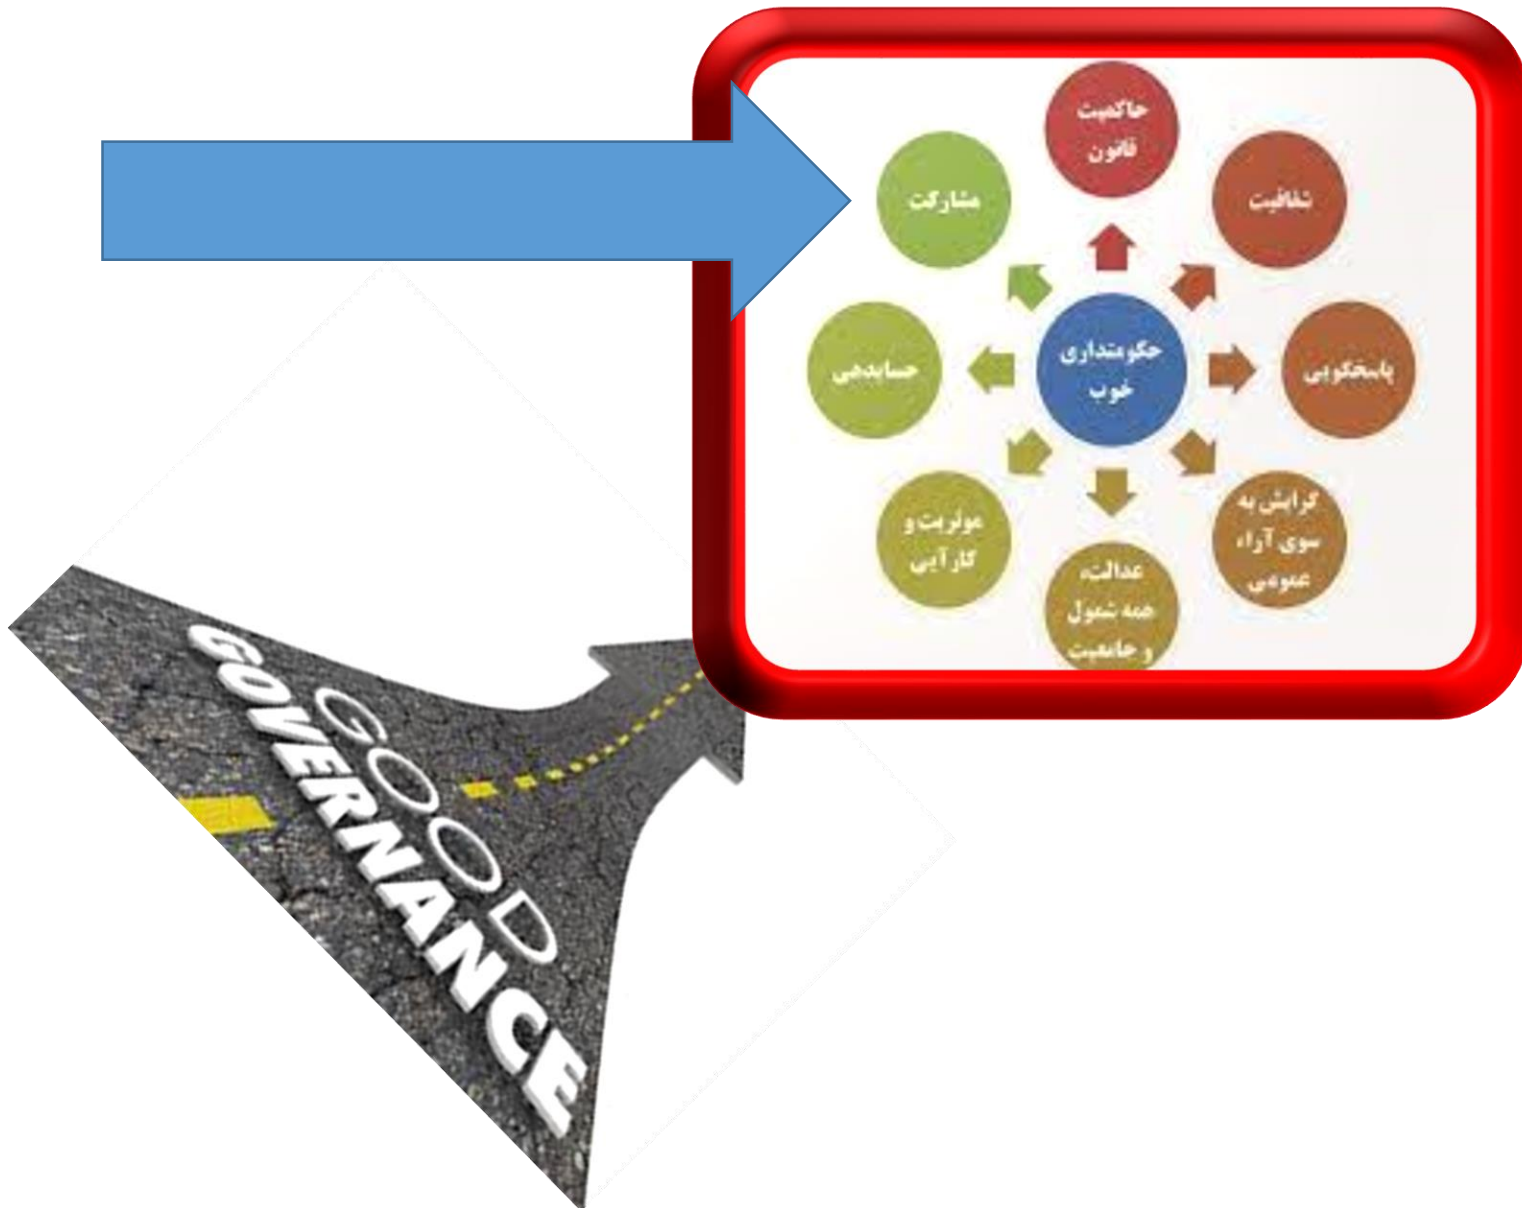 حاکمیت
قانون
شفافیت
پاسخگویی
گرایش به
سوی آراء
عمومی
عدالت،
همه شمول
و جامعیت
موثریت و
کارآیی
حسابدهی
مشارکت
حکومتداری
خوب
GOOD
GOVERNANCE